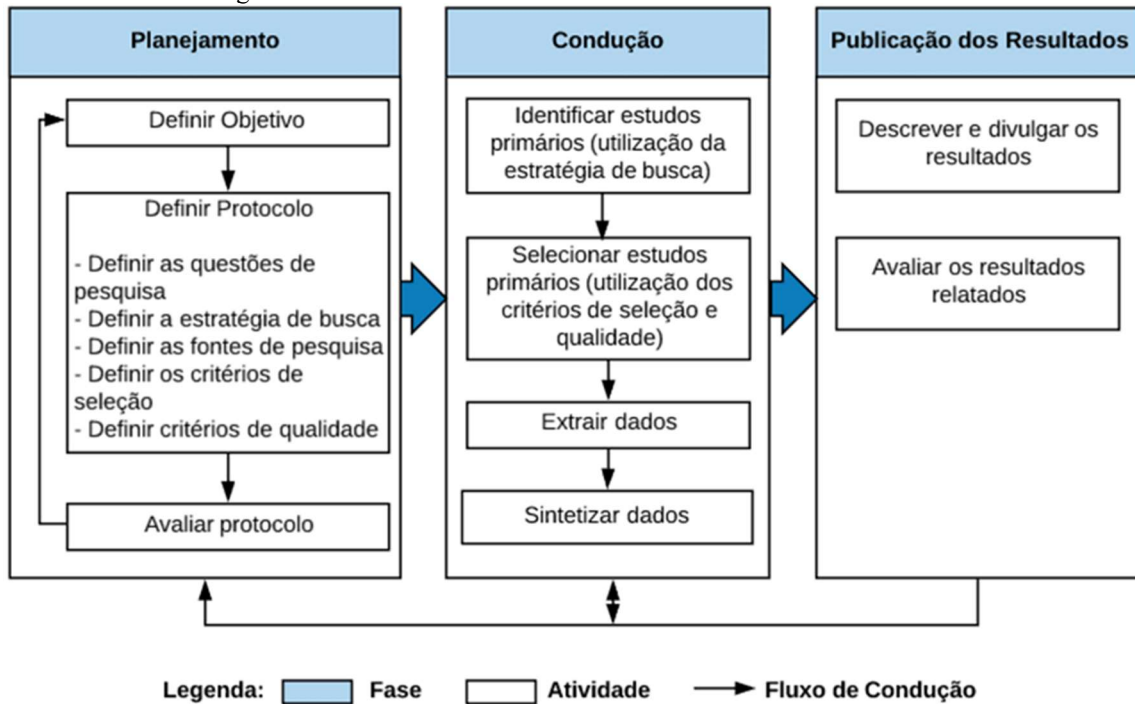 Planejamento
Definir Objetivo
Definir Protocolo
- Definir as questões de
pesquisa
- Definir a estratégia de busca
- Definir as fontes de pesquisa
- Definir os critérios de
seleção
- Definir critérios de qualidade
Avaliar protocolo
Condução
Identificar estudos
primários (utilização da
estratégia de busca)
Selecionar estudos
primários (utilização dos
critérios de seleção e
qualidade)
Extrair dados
Sintetizar dados
Publicação dos Resultados
Descrever e divulgar os
resultados
Avaliar os resultados
relatados
Legenda: Fase Atividade Fluxo de Condução